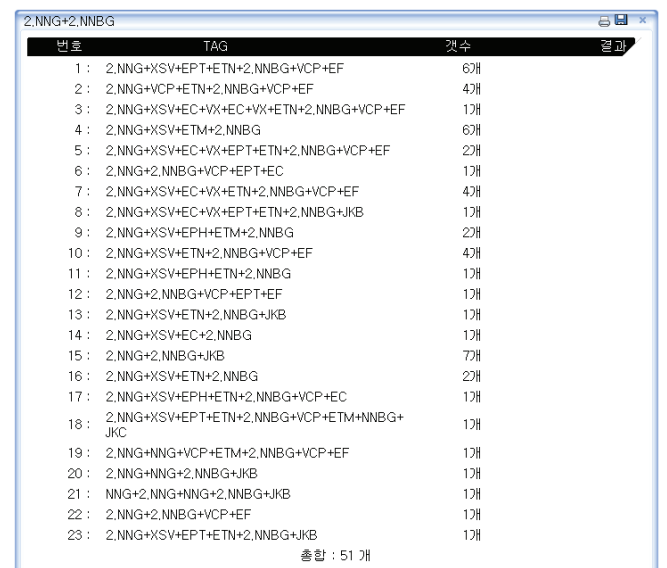 2,NNG+2,NNBG
번호 TAG 갯수 결과
1 : 2,NNG+XSV+EPT+ETN+2,NNBG+VCP+EF 6개
2 : 2,NNG+VCP+ETN+2,NNBG+VCP+EF 4개
3 : 2,NNG+XSV+EC+VX+EC+VX+ETN+2,NNBG+VCP+EF 1개
4 : 2,NNG+XSV+ETM+2,NNBG 6개
5 : 2,NNG+XSV+EC+VX+EPT+ETN+2,NNBG+VCP+EF 2개
6 : 2,NNG+2,NNBG+VCP+EPT+EC 1개
7 : 2,NNG+XSV+EC+VX+ETN+2,NNBG+VCP+EF 4개
8 : 2,NNG+XSV+EC+VX+EPT+ETN+2,NNBG+JKB 1개
9 : 2,NNG+XSV+EPH+ETM+2,NNBG 2개
10 : 2,NNG+XSV+ETN+2,NNBG+VCP+EF 4개
11 : 2,NNG+XSV+EPH+ETN+2,NNBG 1개
12 : 2,NNG+2,NNBG+VCP+EPT+EF 1개
13 : 2,NNG+XSV+ETN+2,NNBG+JKB 1개
14 : 2,NNG+XSV+EC+2,NNBG 1개
15 : 2,NNG+2,NNBG+JKB 7개
16 : 2,NNG+XSV+ETN+2,NNBG 2개
17 : 2,NNG+XSV+EPH+ETN+2,NNBG+VCP+EC 1개
18 : 2,NNG+XSV+EPT+ETN+2,NNBG+VCP+ETM+NNBG+ 1개
JKC
19 : 2,NNG+NNG+VCP+ETM+2,NNBG+VCP+EF 1개
20 : 2,NNG+NNG+2,NNBG+JKB 1개
21 : NNG+2,NNG+NNG+2,NNBG+JKB 1개
22 : 2,NNG+2,NNBG+VCP+EF 1개
23 : 2,NNG+XSV+EPT+ETN+2,NNBG+JKB 1개
총합 : 51 개